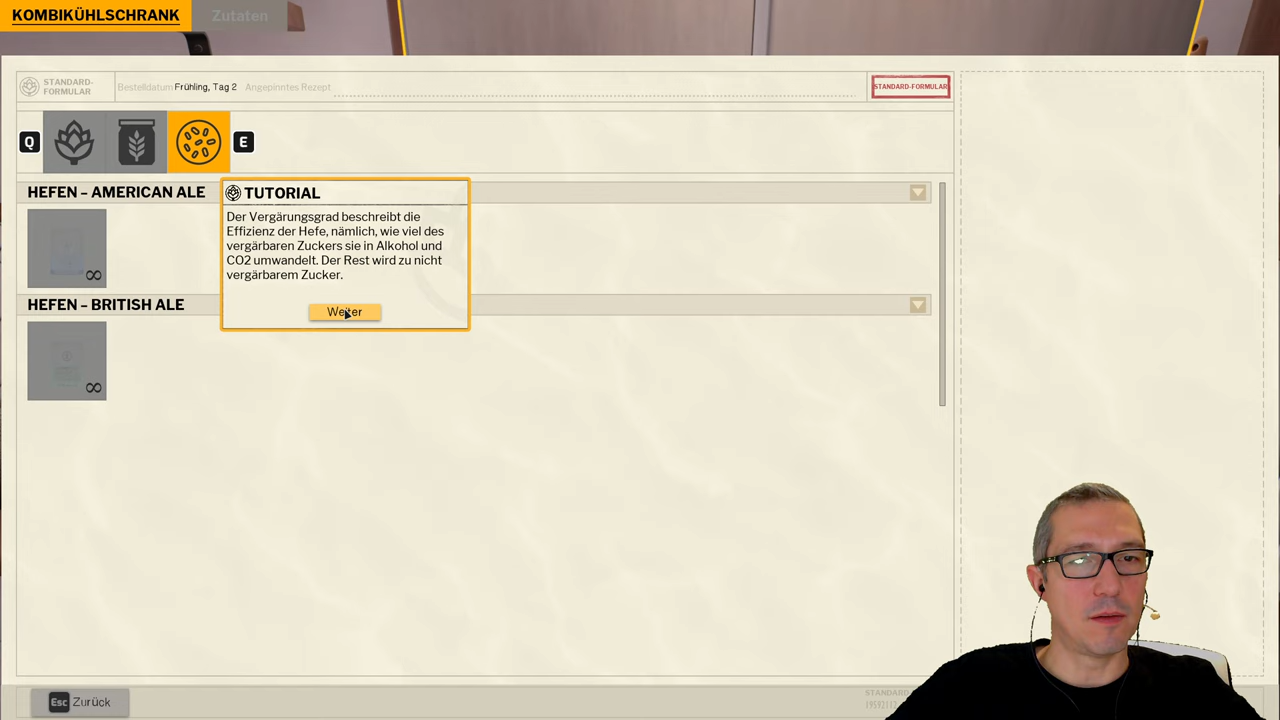 KOMBIKÜHLSCHRANK Zutaten
STANDARD-
FORMULAR
Bestelldatum Frühling, Tag 2 Angepinntes Rezept
STANDARD-FORMULAR
Q
E
HEFEN – AMERICAN ALE
∞
TUTORIAL
Der Vergärungsgrad beschreibt die
Effizienz der Hefe, nämlich, wie viel des
vergärbaren Zuckers sie in Alkohol und
CO2 umwandelt. Der Rest wird zu nicht
vergärbarem Zucker.
Weiter
HEFEN – BRITISH ALE
∞
Esc Zurück
STANDARD